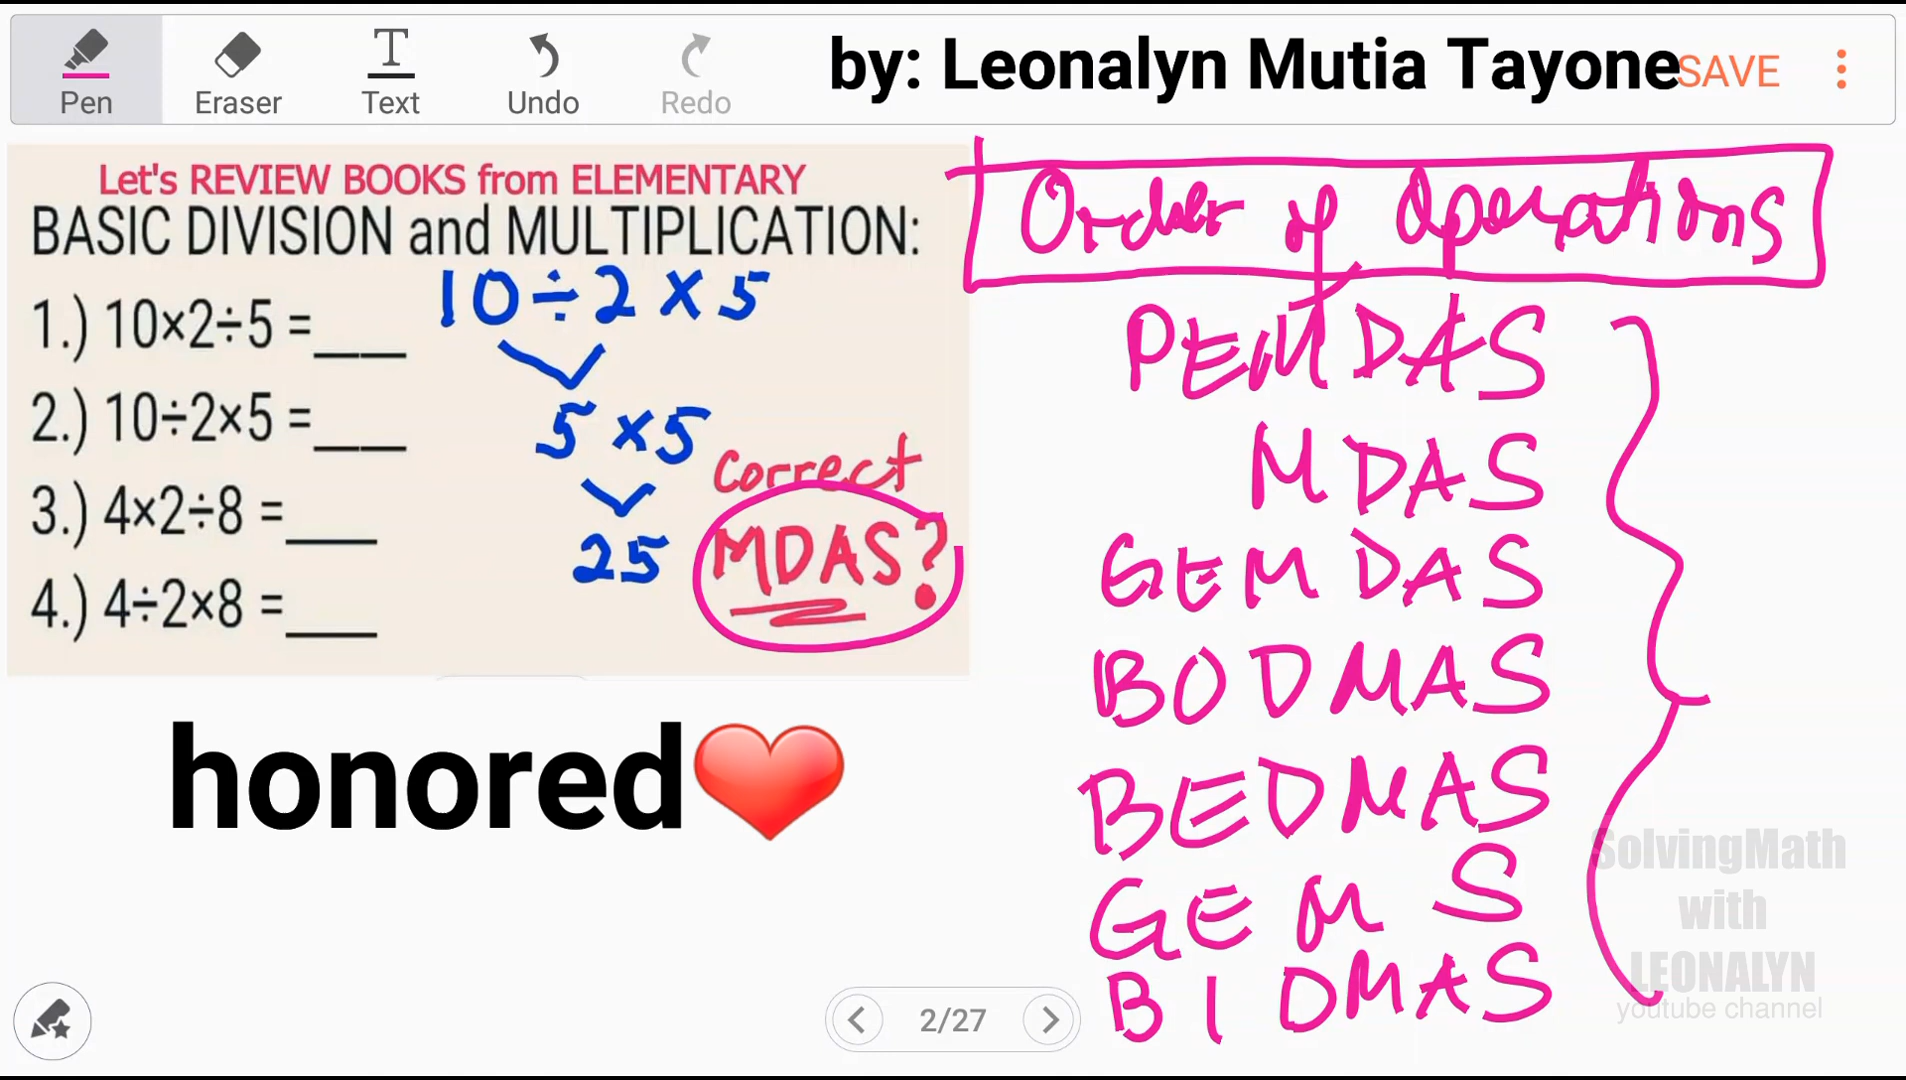 by: Leonalyn Mutia Tayone
SAVE
Pen
Eraser
Text
Undo
Redo
Let's REVIEW BOOKS from ELEMENTARY
BASIC DIVISION and MULTIPLICATION:
1.) 10×2÷5 =___
2.) 10÷2×5 =___
3.) 4×2÷8 =___
4.) 4÷2×8 =___
10÷2×5
5×5
25
Correct
MDAS?
honored❤
Order of Operations
PEMDAS
MDAS
GEMDAS
BODMAS
BEDMAS
GEMS
BIDMAS
2/27
SolvingMath
with
LEONALYN
youtube channel